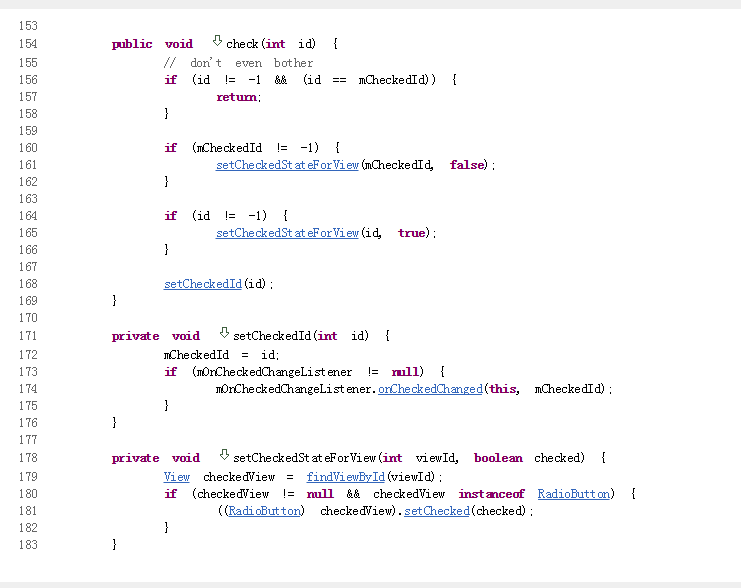 153
154 public void check(int id) {
155 // don't even bother
156 if (id != -1 && (id == mCheckedId)) {
157 return;
158 }
159
160 if (mCheckedId != -1) {
161 setCheckedStateForView(mCheckedId, false);
162 }
163
164 if (id != -1) {
165 setCheckedStateForView(id, true);
166 }
167
168 setCheckedId(id);
169 }
170
171 private void setCheckedId(int id) {
172 mCheckedId = id;
173 if (mOnCheckedChangeListener != null) {
174 mOnCheckedChangeListener.onCheckedChanged(this, mCheckedId);
175 }
176 }
177
178 private void setCheckedStateForView(int viewId, boolean checked) {
179 View checkedView = findViewById(viewId);
180 if (checkedView != null && checkedView instanceof RadioButton) {
181 ((RadioButton) checkedView).setChecked(checked);
182 }
183 }